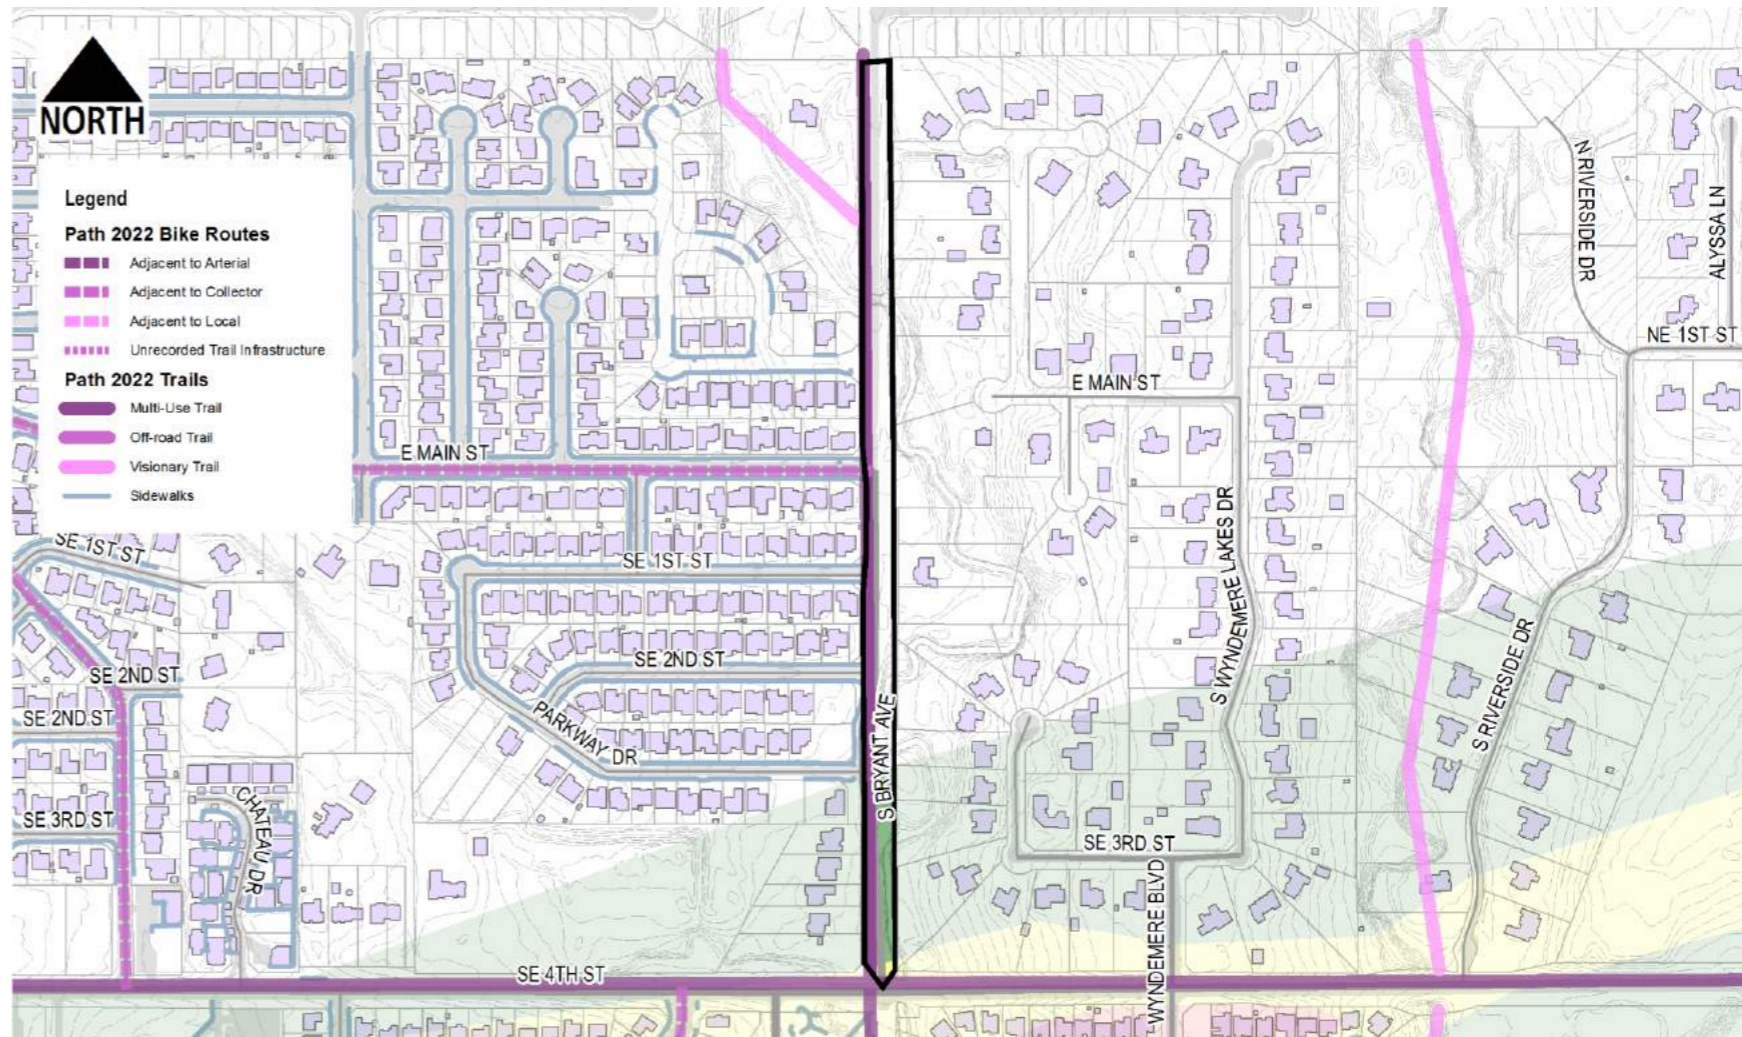 NORTH
Legend
Path 2022 Bike Routes
Adjacent to Arterial
Adjacent to Collector
Adjacent to Local
Unrecorded Trail Infrastructure
Path 2022 Trails
Multi-Use Trail
Off-road Trail
Visionary Trail
Sidewalks
N RIVERSIDE DR
ALYSSA LN
NE 1ST ST
E MAIN ST
E MAIN ST
SE 1ST ST
SE 1ST ST
S WYNDEMERE LAKES DR
SE 2ND ST
SE 2ND ST
SE 2ND ST
S RIVERSIDE DR
PARKWAY DR
S BRYANT AVE
SE 3RD ST
CHATEAU DR
SE 3RD ST
WYNDEMERE BLVD
SE 4TH ST